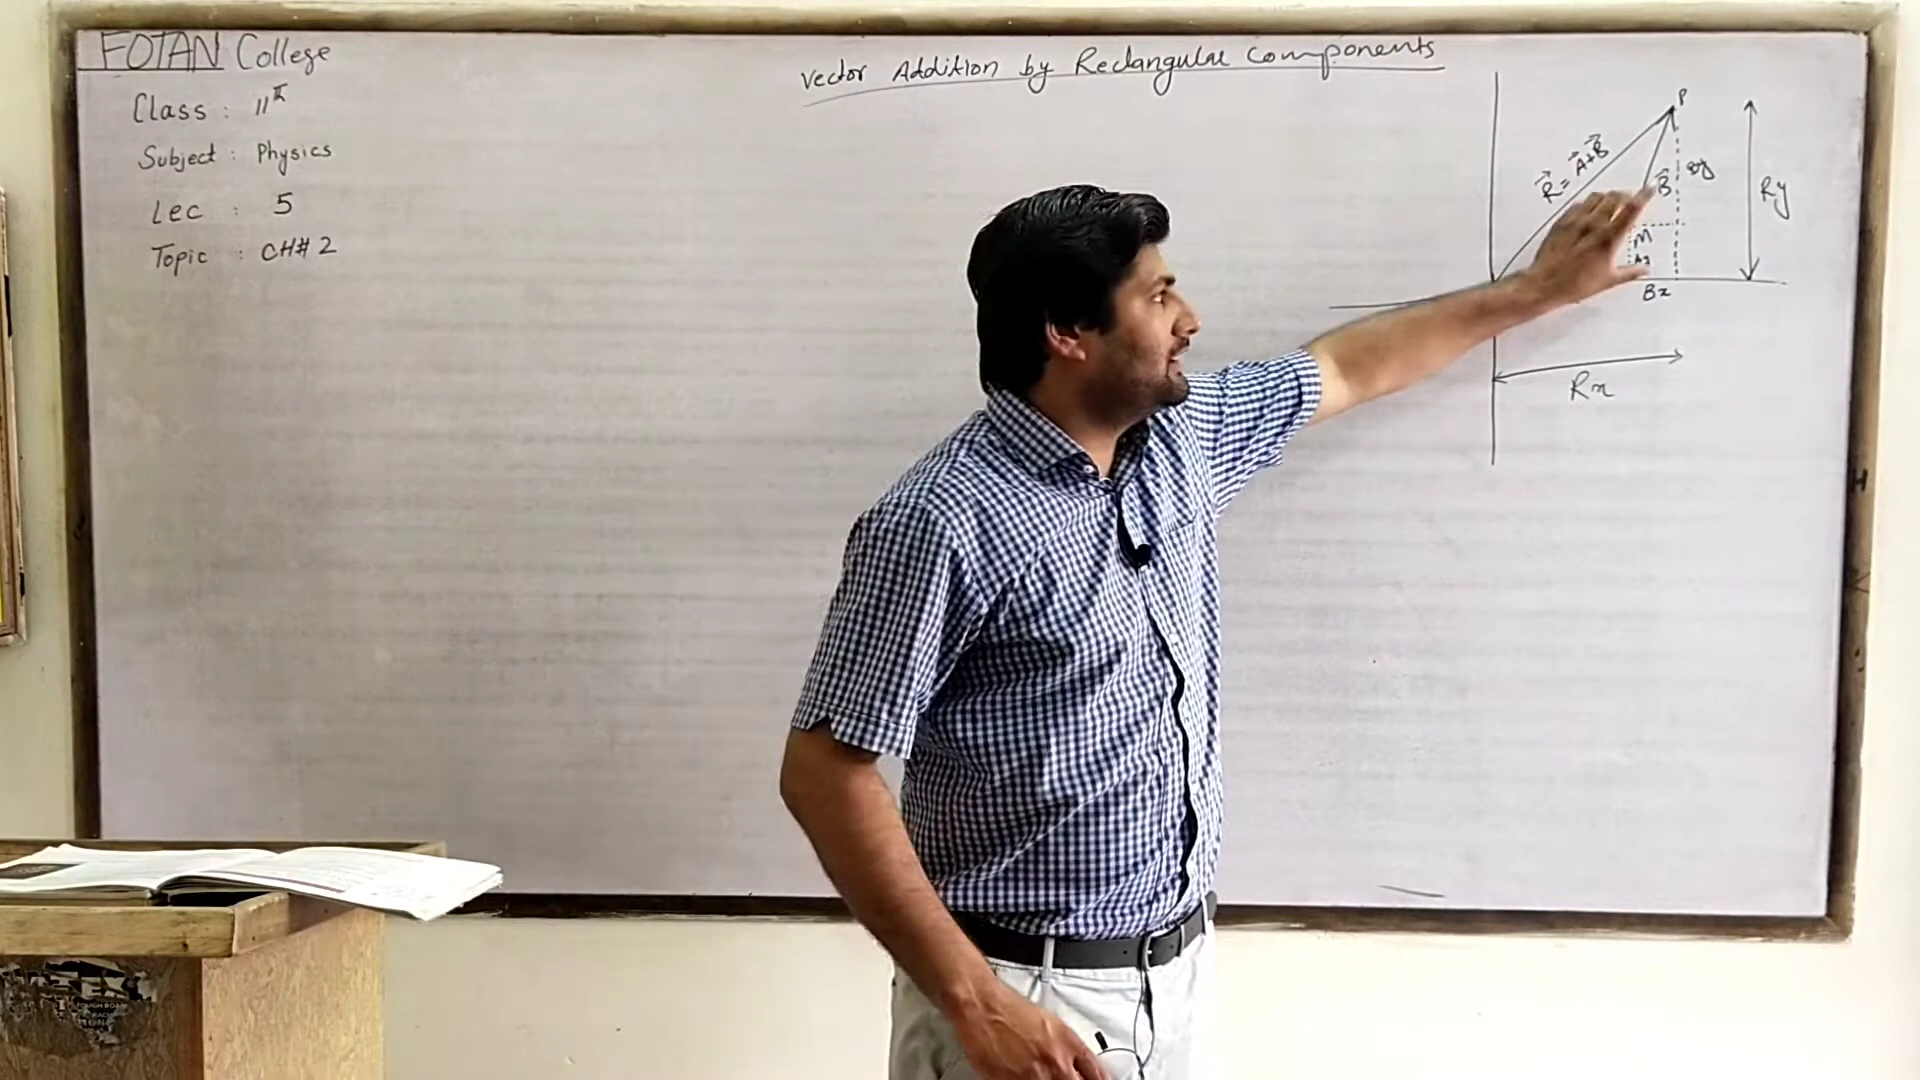 FOTAN College
Class : 11th
Subject : Physics
Lec : 5
Topic : CH# 2
Vector Addition by Rectangular Components
P
R⃗ = A⃗+B⃗
By
B⃗
Ry
M
Ay
Bx
Rx